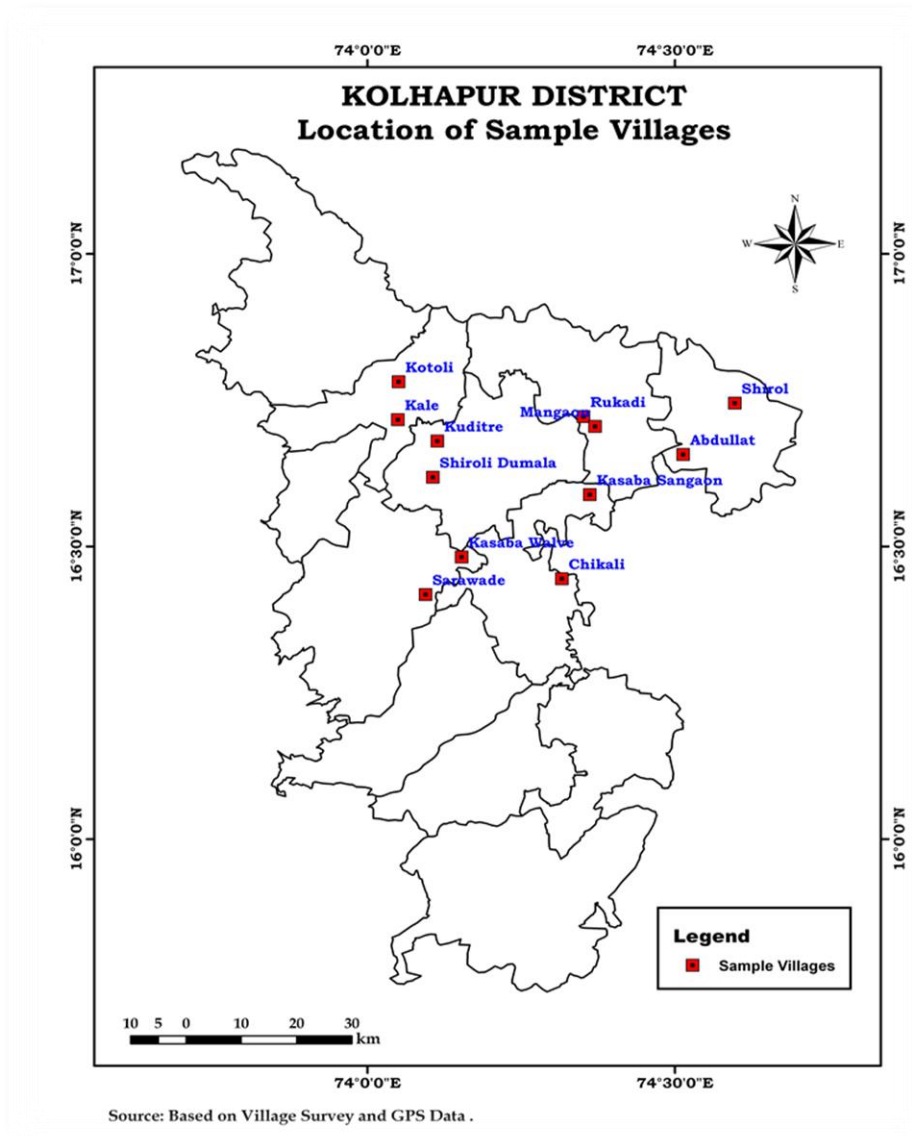 74°0'0"E 74°30'0"E
KOLHAPUR DISTRICT
Location of Sample Villages
N
W E
S
17°0'0"N 17°0'0"N
Kotoli
Shirol
Kale
Rukadi
Mangaon
Kuditre
Abdullat
Shiroli Dumala
Kasaba Sangaon
Kasaba Walve
16°30'0"N 16°30'0"N
Chikali
Sarawade
16°0'0"N 16°0'0"N
Legend
Sample Villages
10 5 0 10 20 30
km
74°0'0"E 74°30'0"E
Source: Based on Village Survey and GPS Data .